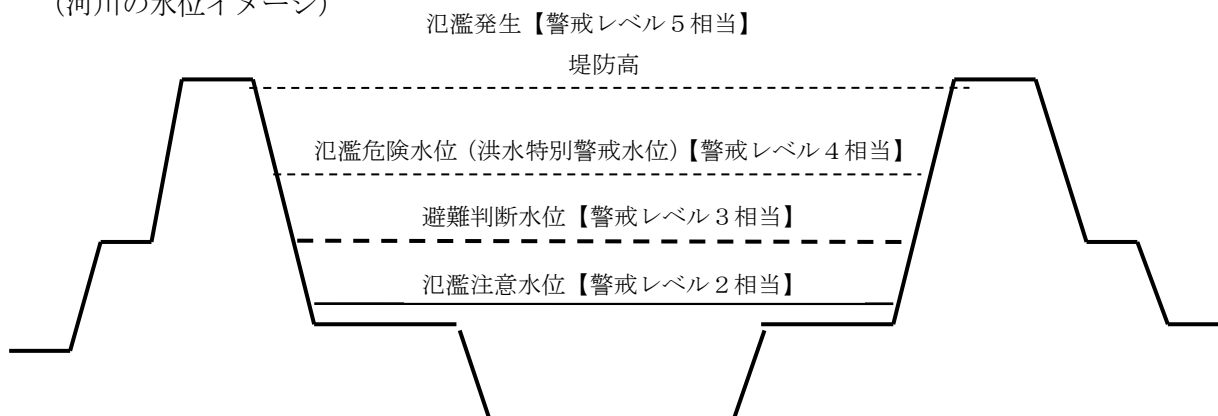 (河川の水位イメージ)
氾濫発生【警戒レベル５相当】
堤防高
氾濫危険水位（洪水特別警戒水位）【警戒レベル４相当】
避難判断水位【警戒レベル３相当】
氾濫注意水位【警戒レベル２相当】